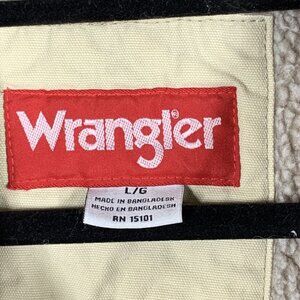 Wrangler®
L/G
MADE IN BANGLADESH
HECHO EN BANGLADESH
RN 15101